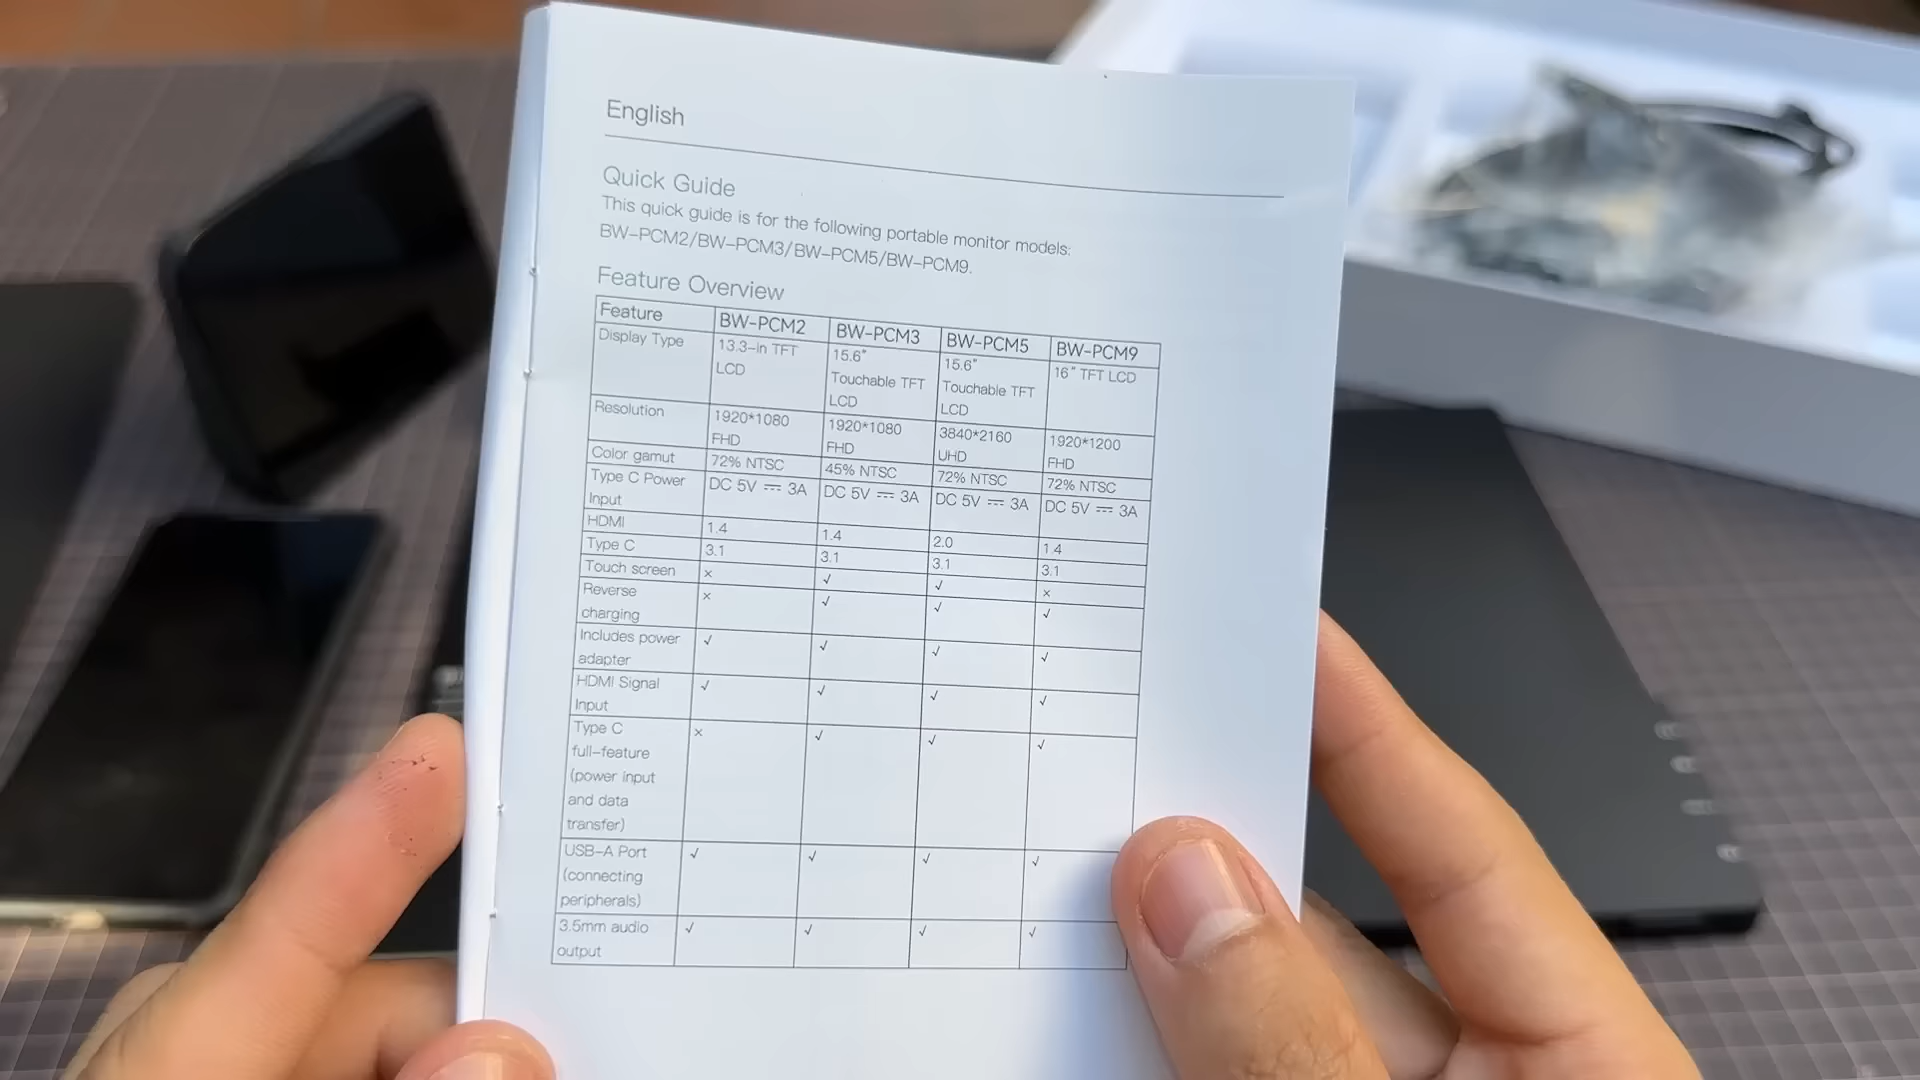 English
Quick Guide
This quick guide is for the following portable monitor models:
BW-PCM2/BW-PCM3/BW-PCM5/BW-PCM9.
Feature Overview
Feature BW-PCM2 BW-PCM3 BW-PCM5 BW-PCM9
Display Type 13.3-in TFT LCD 15.6" Touchable TFT LCD 15.6" Touchable TFT LCD 16" TFT LCD
Resolution 1920*1080 FHD 1920*1080 FHD 3840*2160 UHD 1920*1200 FHD
Color gamut 72% NTSC 45% NTSC 72% NTSC 72% NTSC
Type C Power Input DC 5V ⎓ 3A DC 5V ⎓ 3A DC 5V ⎓ 3A DC 5V ⎓ 3A
HDMI 1.4 1.4 2.0 1.4
Type C 3.1 3.1 3.1 3.1
Touch screen × √ √ ×
Reverse charging × √ √ √
Includes power adapter √ √ √ √
HDMI Signal Input √ √ √ √
Type C full-feature (power input and data transfer) × √ √ √
USB-A Port (connecting peripherals) √ √ √ √
3.5mm audio output √ √ √ √